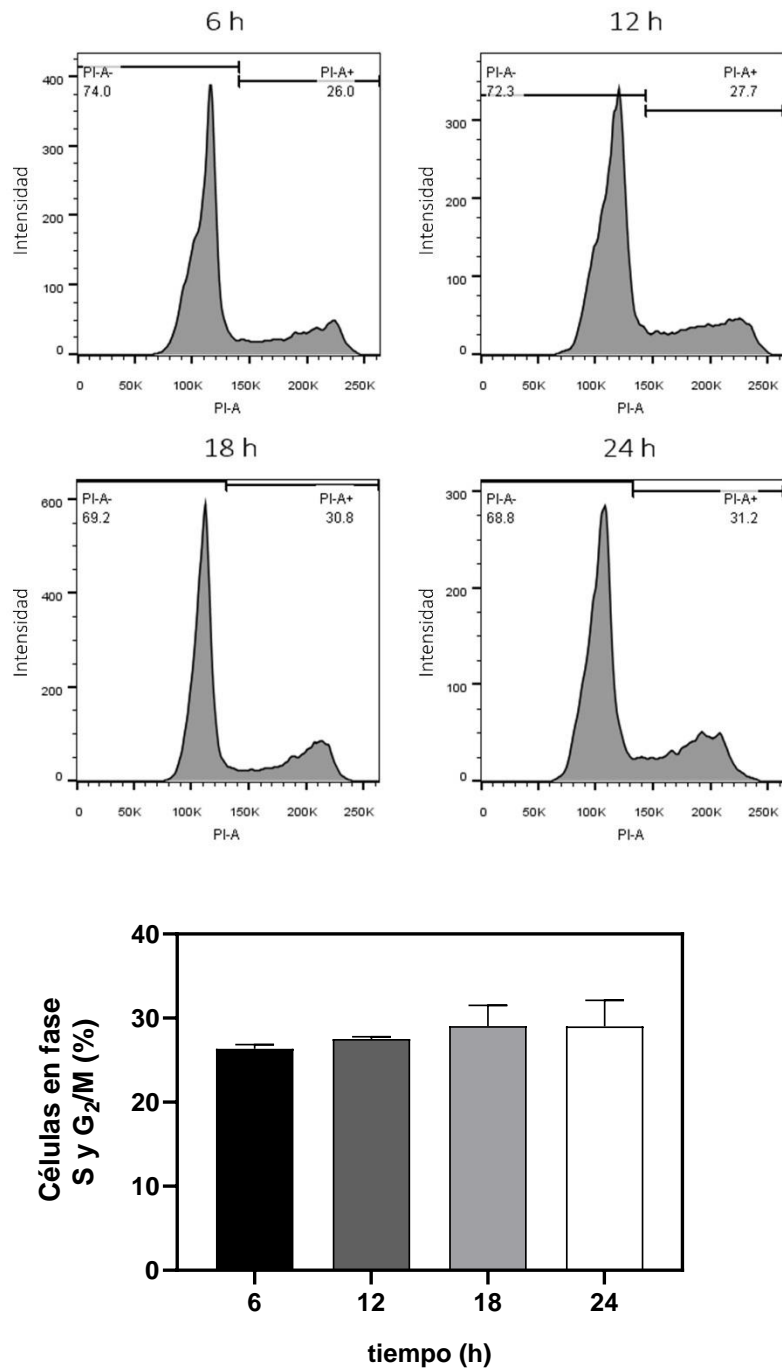 6 h
12 h
PI-A-
74.0
PI-A+
26.0
PI-A-
72.3
PI-A+
27.7
Intensidad
400
300
200
100
0
Intensidad
300
200
100
0
0 50K 100K 150K 200K 250K
PI-A
0 50K 100K 150K 200K 250K
PI-A
18 h
24 h
PI-A-
69.2
PI-A+
30.8
PI-A-
68.8
PI-A+
31.2
Intensidad
600
400
200
0
Intensidad
300
200
100
0
0 50K 100K 150K 200K 250K
PI-A
0 50K 100K 150K 200K 250K
PI-A
Células en fase
S y G₂/M (%)
40
30
20
10
0
6 12 18 24
tiempo (h)